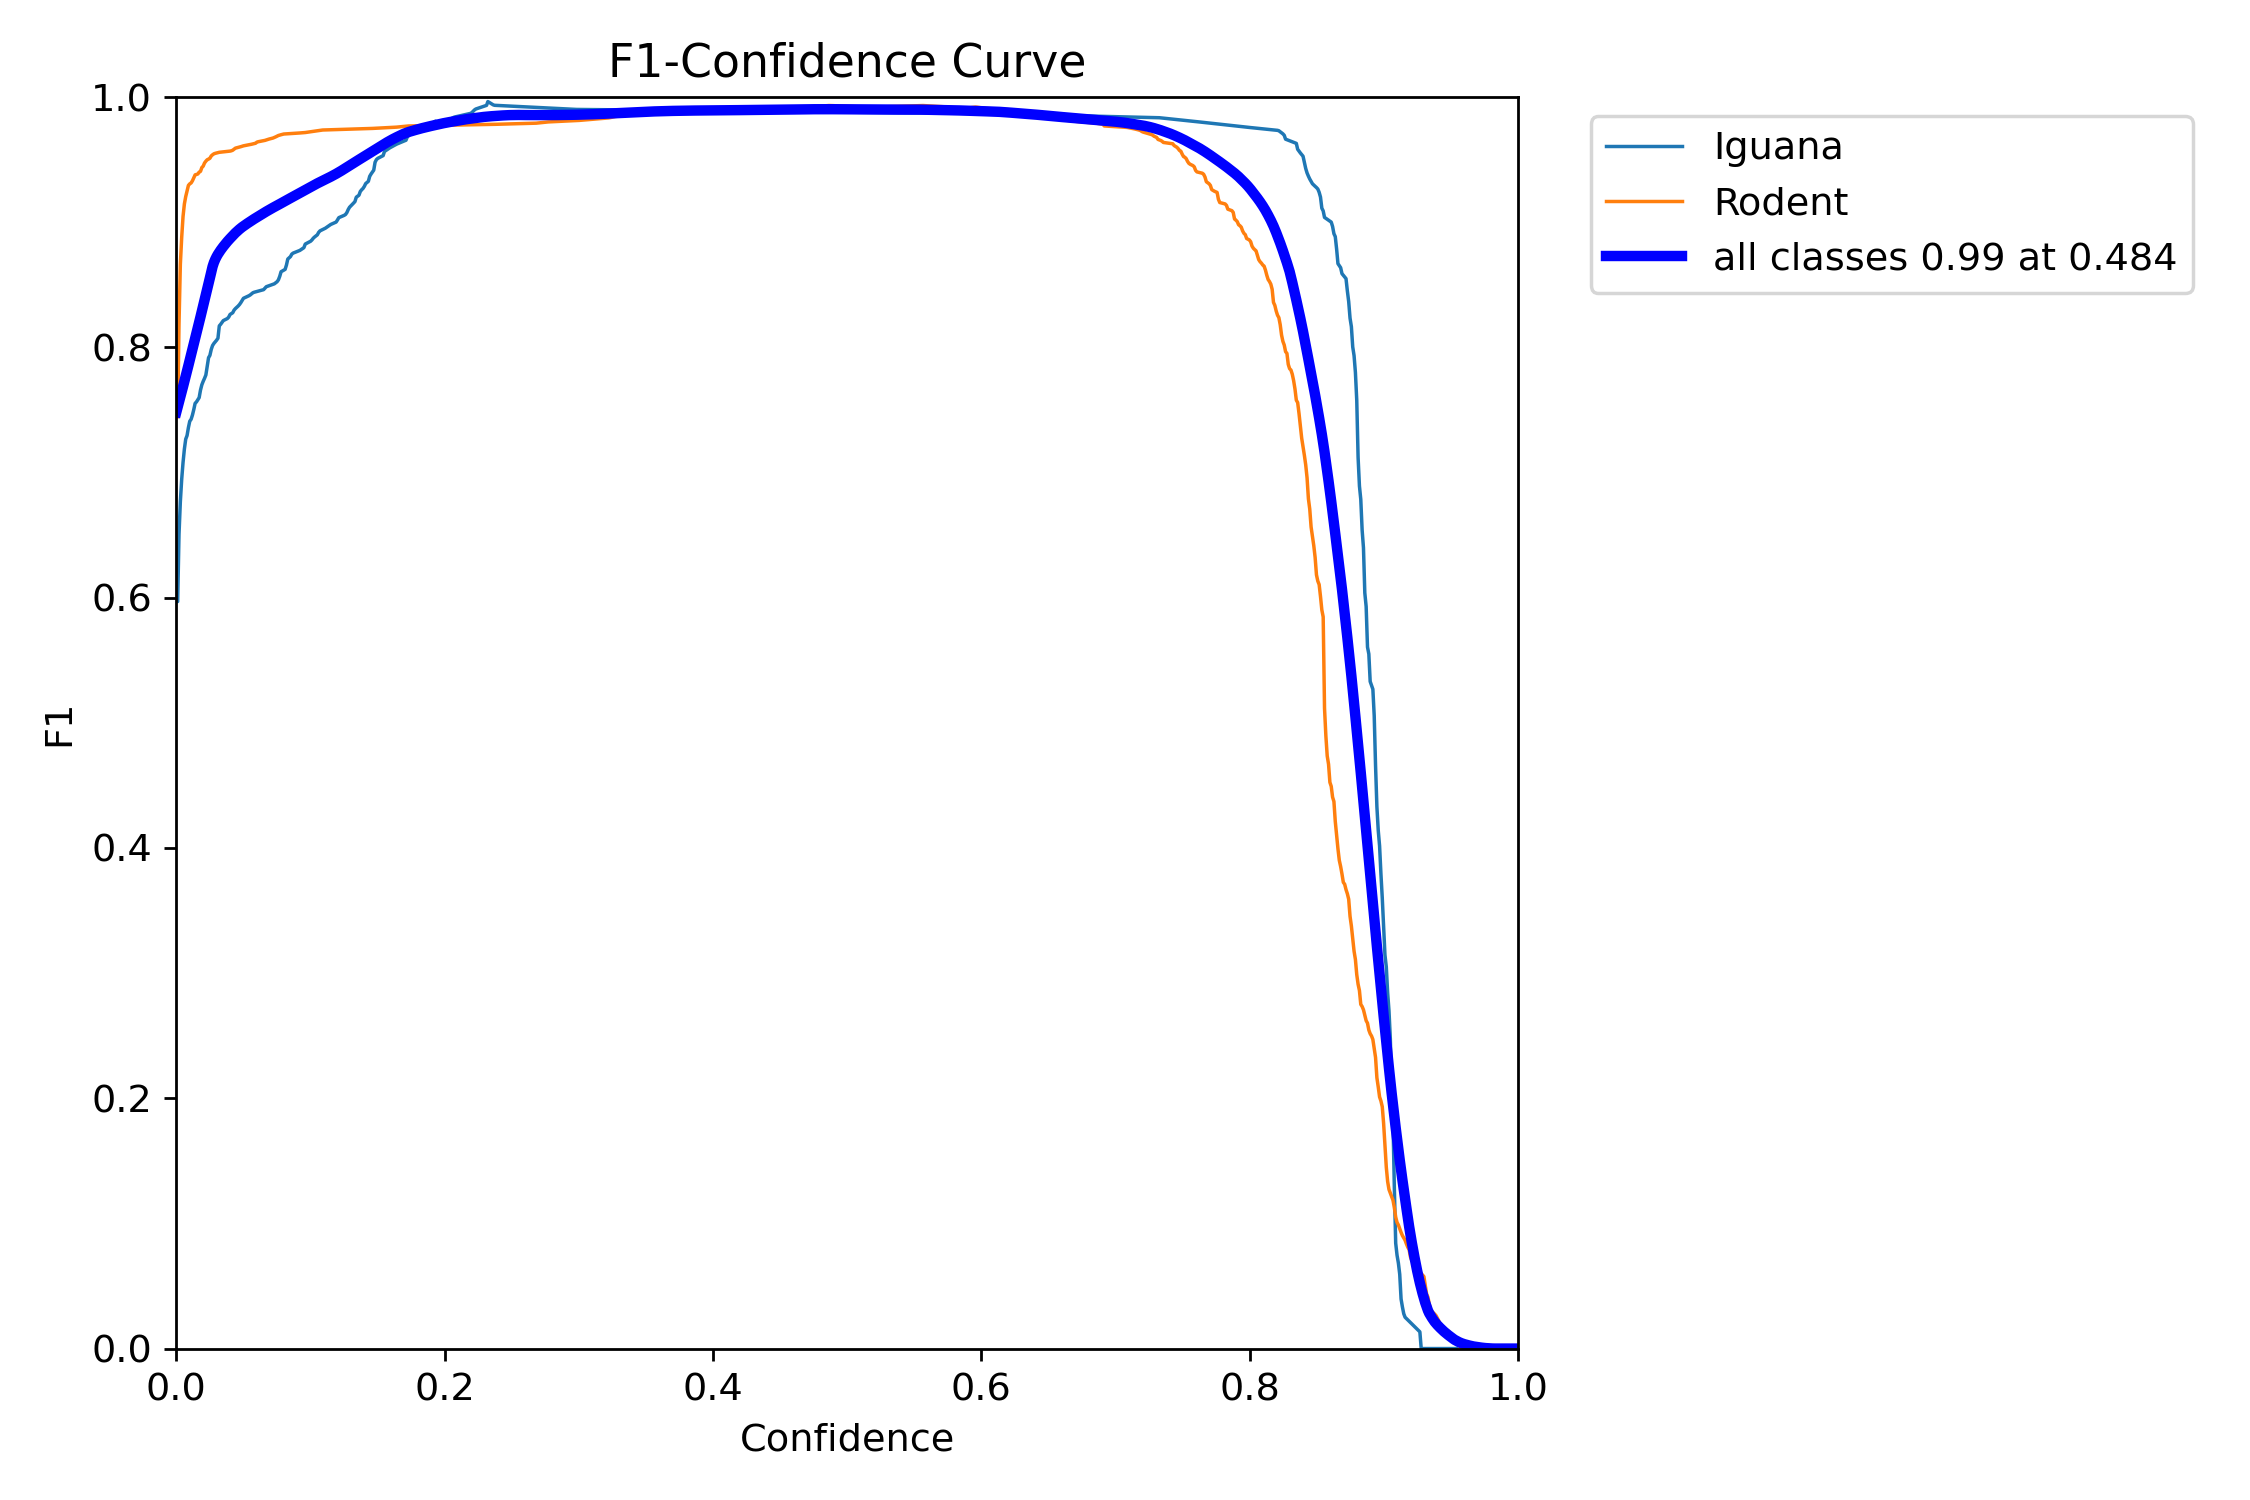 F1-Confidence Curve
1.0
0.8
0.6
0.4
0.2
0.0
F1
0.0 0.2 0.4 0.6 0.8 1.0
Confidence
Iguana
Rodent
all classes 0.99 at 0.484